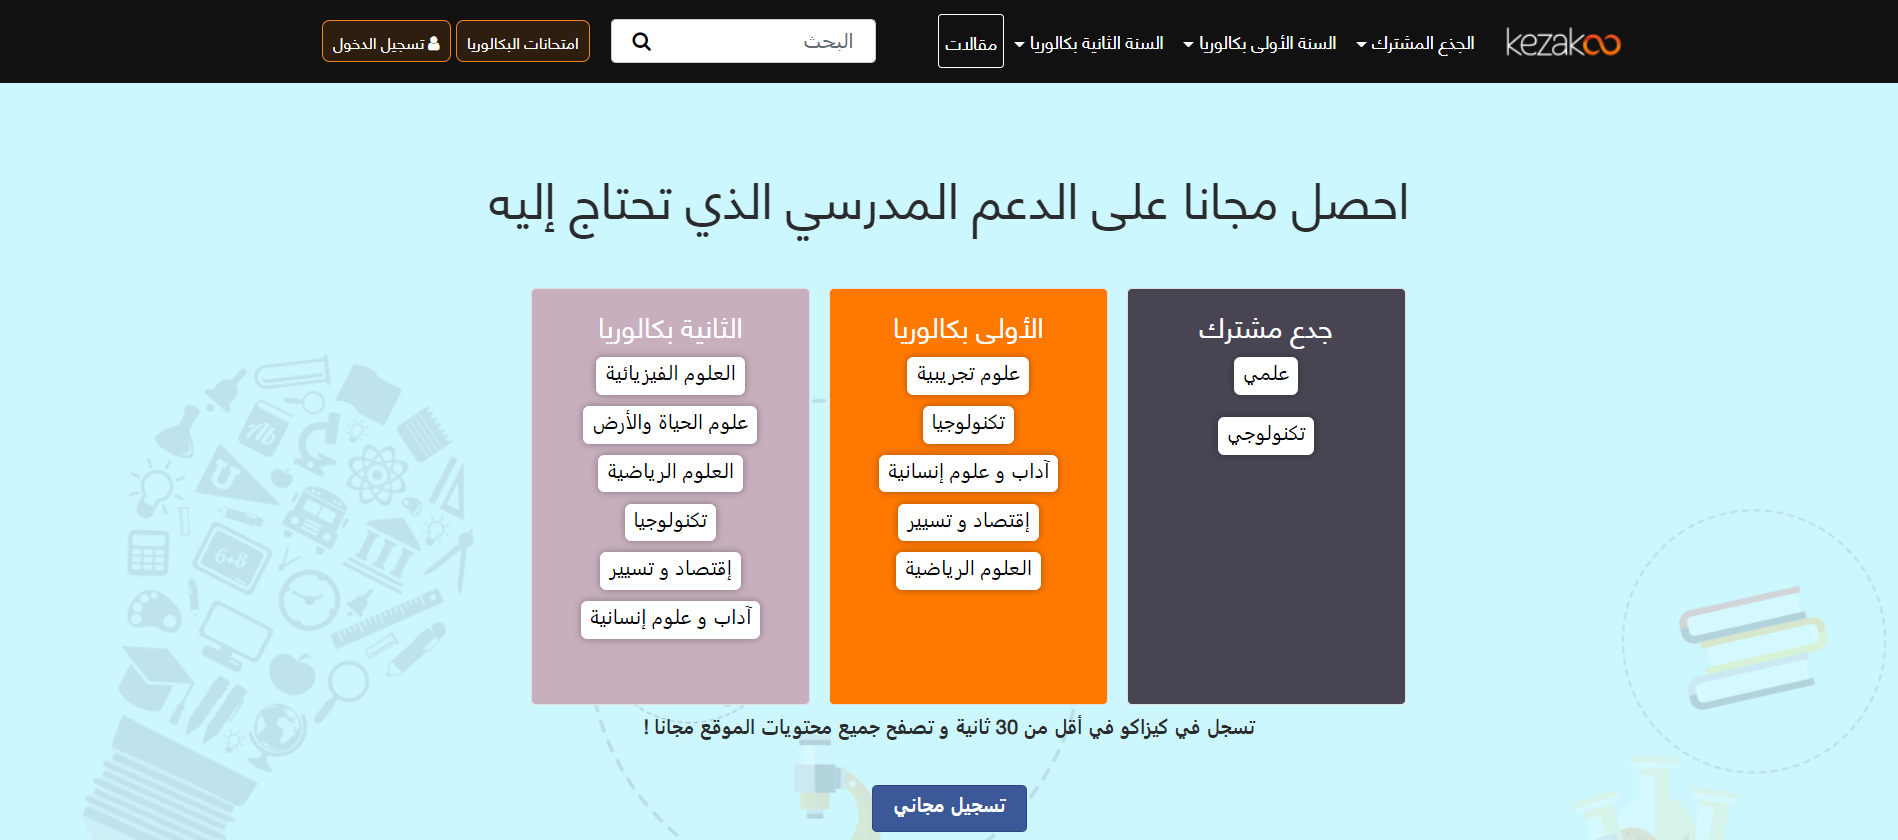 kezakoo
الجذع المشترك
السنة الأولى بكالوريا
السنة الثانية بكالوريا
مقالات
البحث
امتحانات البكالوريا
تسجيل الدخول
احصل مجانا على الدعم المدرسي الذي تحتاج إليه
جدع مشترك
علمي
تكنولوجي
الأولى بكالوريا
علوم تجريبية
تكنولوجيا
آداب و علوم إنسانية
إقتصاد و تسيير
العلوم الرياضية
الثانية بكالوريا
العلوم الفيزيائية
علوم الحياة والأرض
العلوم الرياضية
تكنولوجيا
إقتصاد و تسيير
آداب و علوم إنسانية
Ab
6+8
تسجل في كيزاكو في أقل من 30 ثانية و تصفح جميع محتويات الموقع مجانا !
تسجيل مجاني